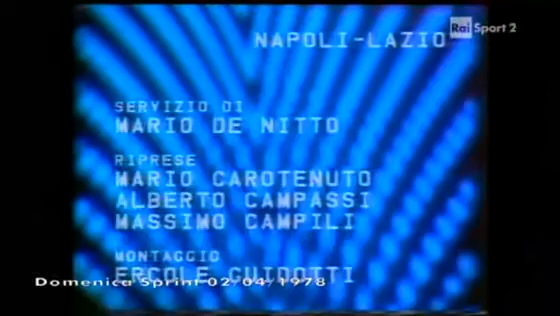 NAPOLI-LAZIO
Rai Sport 2
SERVIZIO DI
MARIO DE NITTO
RIPRESE
MARIO CAROTENUTO
ALBERTO CAMPASSI
MASSIMO CAMPILI
MONTAGGIO
ERCOLE GUIDOTTI
Domenica Sprint 02/04/1978